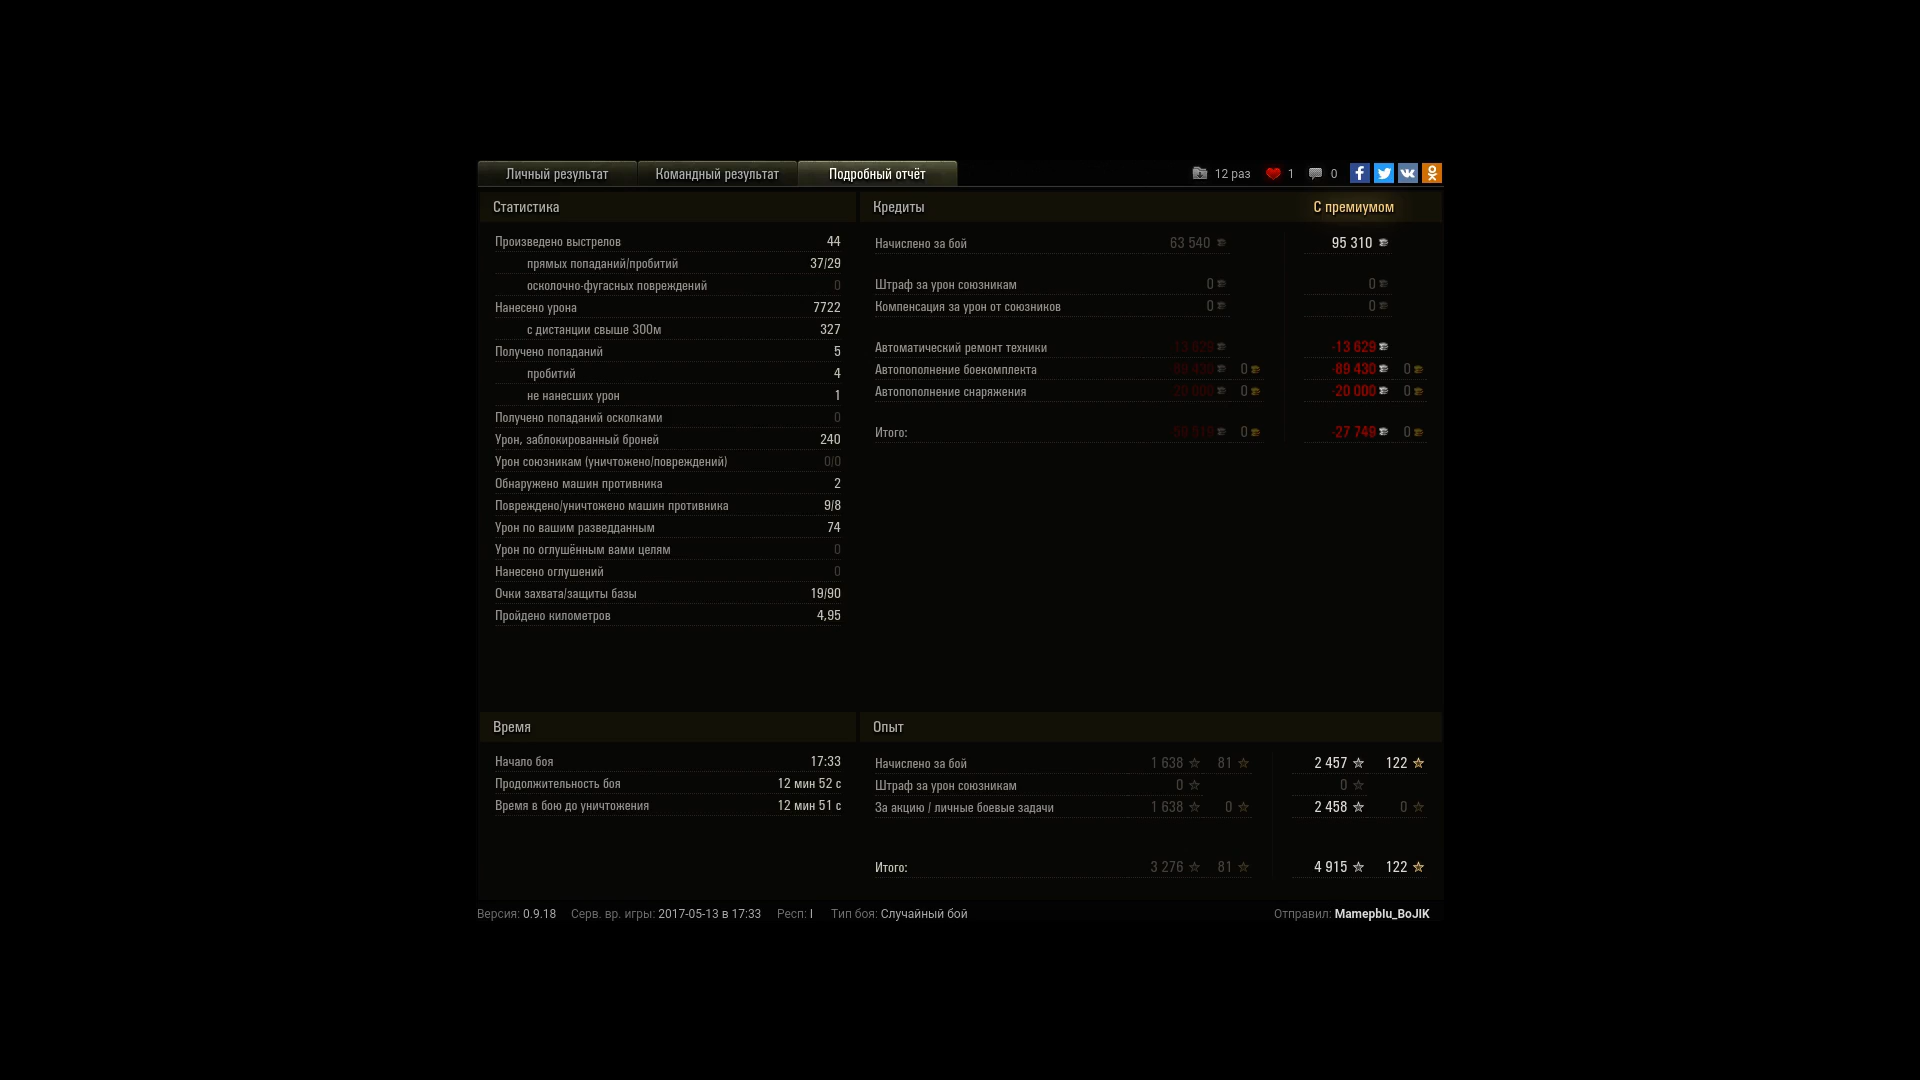 Личный результат Командный результат Подробный отчёт 12 раз 1 0
Статистика
Произведено выстрелов 44
прямых попаданий/пробитий 37/29
осколочно-фугасных повреждений 0
Нанесено урона 7722
с дистанции свыше 300м 327
Получено попаданий 5
пробитий 4
не нанесших урон 1
Получено попаданий осколками 0
Урон, заблокированный броней 240
Урон союзникам (уничтожено/повреждений) 0/0
Обнаружено машин противника 2
Повреждено/уничтожено машин противника 9/8
Урон по вашим разведданным 74
Урон по оглушённым вами целям 0
Нанесено оглушений 0
Очки захвата/защиты базы 19/90
Пройдено километров 4,95
Кредиты С премиумом
Начислено за бой 63 540 95 310
Штраф за урон союзникам 0 0
Компенсация за урон от союзников 0 0
Автоматический ремонт техники -13 629 -13 629
Автопополнение боекомплекта -89 430 0 -89 430 0
Автопополнение снаряжения -20 000 0 -20 000 0
Итого: -59 519 0 -27 749 0
Время
Начало боя 17:33
Продолжительность боя 12 мин 52 с
Время в бою до уничтожения 12 мин 51 с
Опыт
Начислено за бой 1 638 81 2 457 122
Штраф за урон союзникам 0 0
За акцию / личные боевые задачи 1 638 0 2 458 0
Итого: 3 276 81 4 915 122
Версия: 0.9.18 Серв. вр. игры: 2017-05-13 в 17:33 Респ: I Тип боя: Случайный бой Отправил: Mamepblu_BoJIK